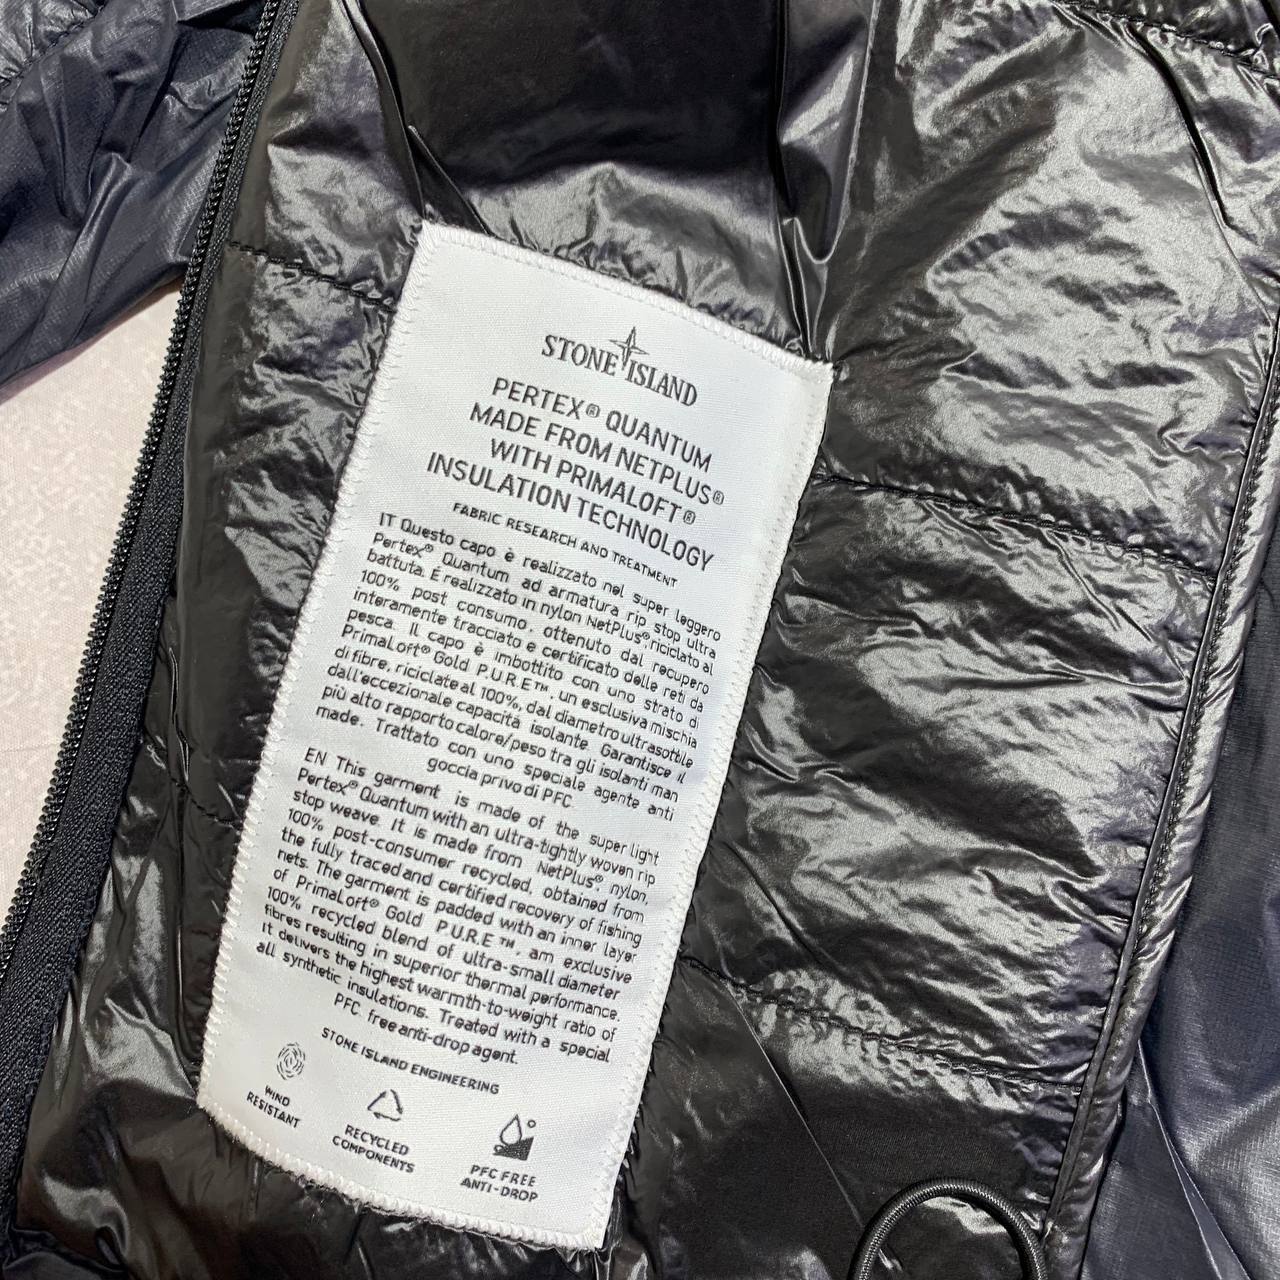 STONE ISLAND
PERTEX® QUANTUM
MADE FROM NETPLUS®
WITH PRIMALOFT®
INSULATION TECHNOLOGY
FABRIC RESEARCH AND TREATMENT
IT Questo capo è realizzato nel super leggero
Pertex® Quantum ad armatura rip stop ultra
battuta. É realizzato in nylon NetPlus®, riciclato al
100% post consumo, ottenuto dal recupero
interamente tracciato e certificato delle reti da
pesca. Il capo è imbottito con uno strato di
PrimaLoft® Gold P.U.R.E™, un esclusiva mischia
di fibre, riciclate al 100%, dal diametro ultrasottile
dall'eccezionale capacità isolante. Garantisce il
più alto rapporto calore/peso tra gli isolanti man
made. Trattato con uno speciale agente anti
goccia privo di PFC.
EN This garment is made of the super light
Pertex® Quantum with an ultra-tightly woven rip
stop weave. It is made from NetPlus®, nylon,
100% post-consumer recycled, obtained from
the fully traced and certified recovery of fishing
nets. The garment is padded with an inner layer
of PrimaLoft® Gold P.U.R.E™, am exclusive
100% recycled blend of ultra-small diameter
fibres resulting in superior thermal performance.
It delivers the highest warmth-to-weight ratio of
all synthetic insulations. Treated with a special
PFC. free anti-drop agent.
STONE ISLAND ENGINEERING
WIND
RESISTANT
RECYCLED
COMPONENTS
PFC FREE
ANTI-DROP